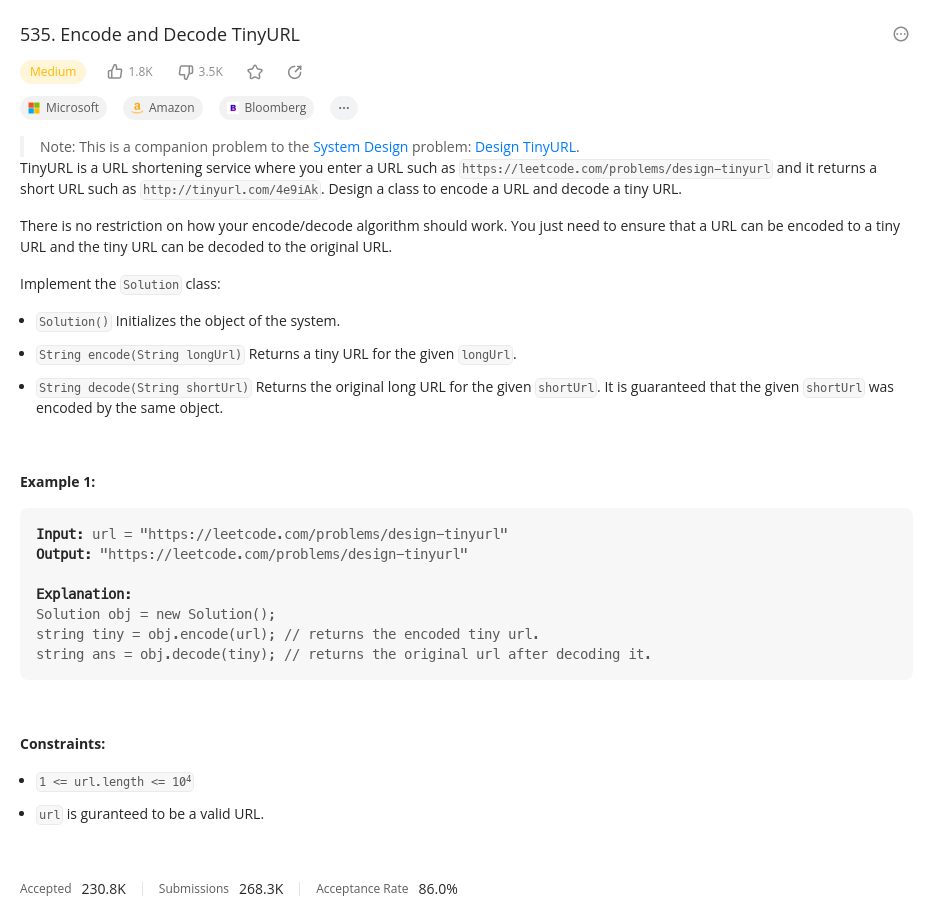 535. Encode and Decode TinyURL
Medium 1.8K 3.5K
Microsoft Amazon Bloomberg ...
Note: This is a companion problem to the System Design problem: Design TinyURL.
TinyURL is a URL shortening service where you enter a URL such as https://leetcode.com/problems/design-tinyurl and it returns a
short URL such as http://tinyurl.com/4e9iAk. Design a class to encode a URL and decode a tiny URL.
There is no restriction on how your encode/decode algorithm should work. You just need to ensure that a URL can be encoded to a tiny
URL and the tiny URL can be decoded to the original URL.
Implement the Solution class:
• Solution() Initializes the object of the system.
• String encode(String longUrl) Returns a tiny URL for the given longUrl.
• String decode(String shortUrl) Returns the original long URL for the given shortUrl. It is guaranteed that the given shortUrl was
encoded by the same object.
Example 1:
Input: url = "https://leetcode.com/problems/design-tinyurl"
Output: "https://leetcode.com/problems/design-tinyurl"
Explanation:
Solution obj = new Solution();
string tiny = obj.encode(url); // returns the encoded tiny url.
string ans = obj.decode(tiny); // returns the original url after decoding it.
Constraints:
• 1 <= url.length <= 10⁴
• url is guranteed to be a valid URL.
Accepted 230.8K Submissions 268.3K Acceptance Rate 86.0%